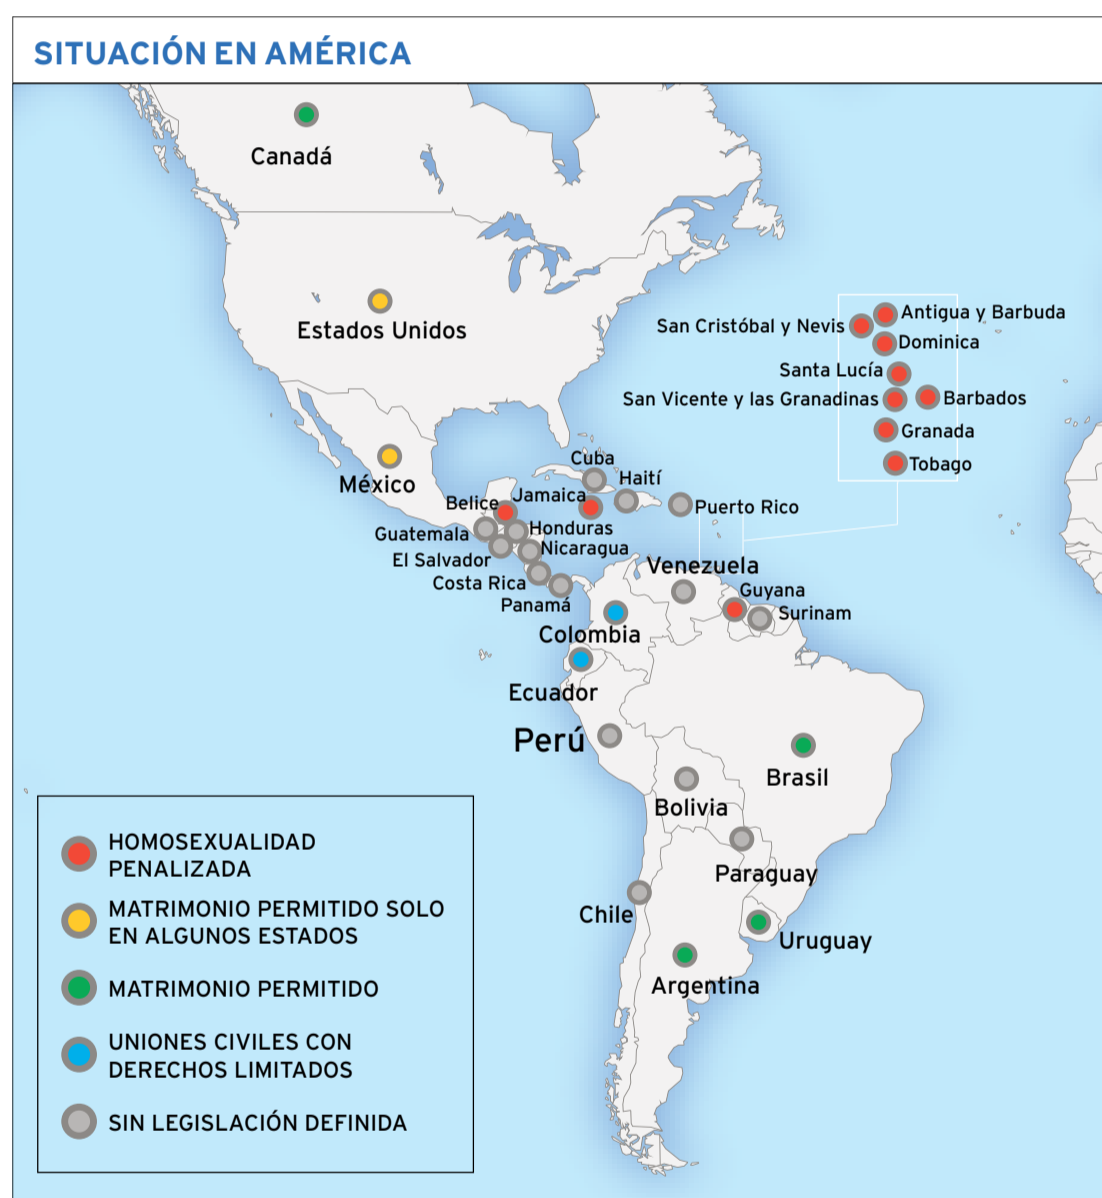 SITUACIÓN EN AMÉRICA
Canadá
Estados Unidos
México
Antigua y Barbuda
San Cristóbal y Nevis
Dominica
Santa Lucía
San Vicente y las Granadinas
Barbados
Granada
Tobago
Cuba
Haití
Jamaica
Belice
Puerto Rico
Guatemala
Honduras
El Salvador
Nicaragua
Costa Rica
Panamá
Venezuela
Guyana
Surinam
Colombia
Ecuador
Perú
Brasil
Bolivia
Paraguay
Chile
Uruguay
Argentina
HOMOSEXUALIDAD
PENALIZADA
MATRIMONIO PERMITIDO SOLO
EN ALGUNOS ESTADOS
MATRIMONIO PERMITIDO
UNIONES CIVILES CON
DERECHOS LIMITADOS
SIN LEGISLACIÓN DEFINIDA